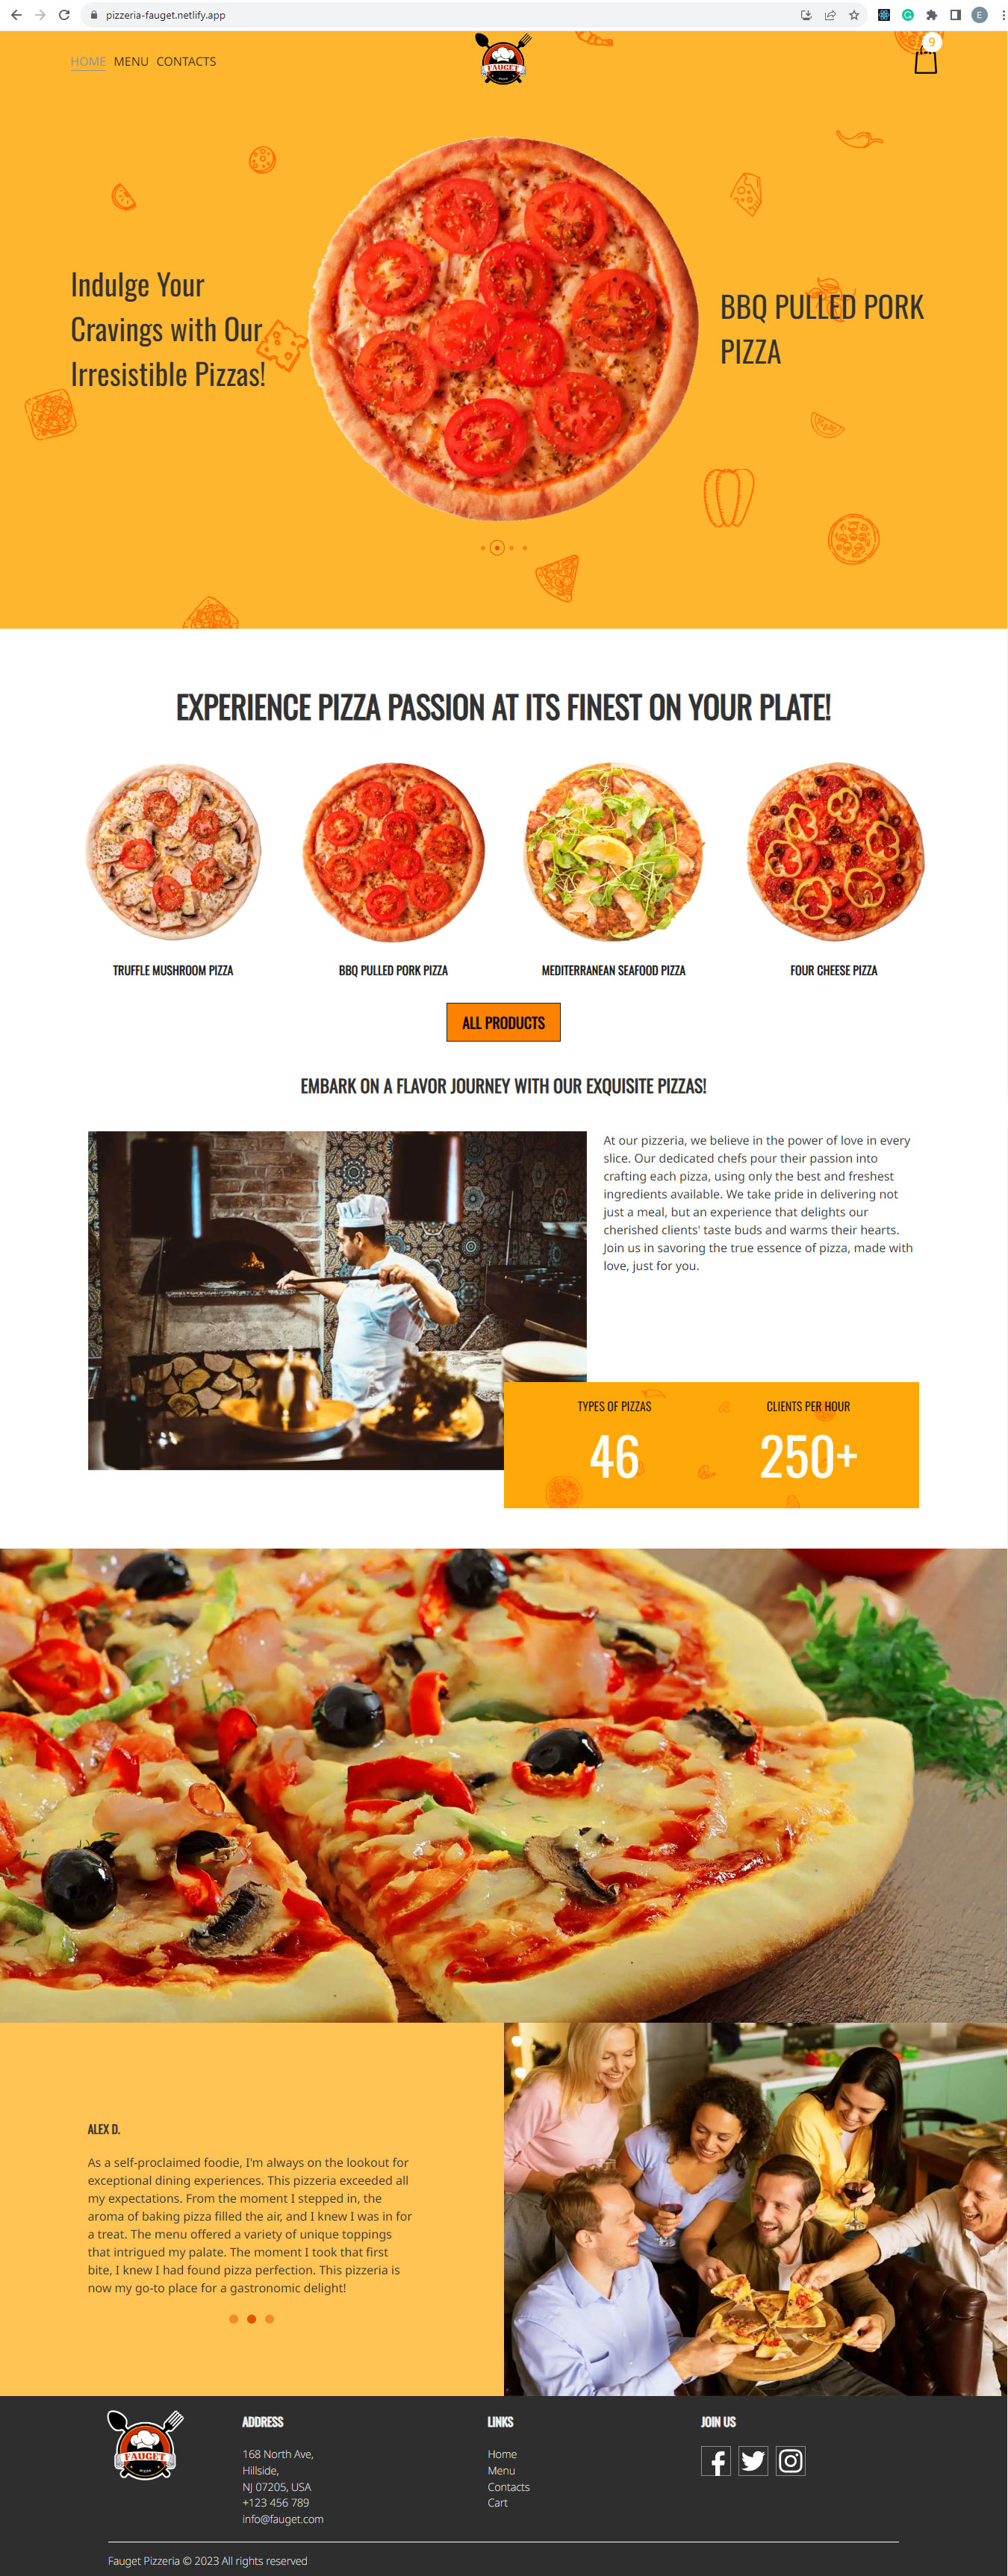 pizzeria-fauget.netlify.app
E
HOME MENU CONTACTS
FAUGET
PIZZA
9
Indulge Your
Cravings with Our
Irresistible Pizzas!
BBQ PULLED PORK
PIZZA
EXPERIENCE PIZZA PASSION AT ITS FINEST ON YOUR PLATE!
TRUFFLE MUSHROOM PIZZA
BBQ PULLED PORK PIZZA
MEDITERRANEAN SEAFOOD PIZZA
FOUR CHEESE PIZZA
ALL PRODUCTS
EMBARK ON A FLAVOR JOURNEY WITH OUR EXQUISITE PIZZAS!
At our pizzeria, we believe in the power of love in every
slice. Our dedicated chefs pour their passion into
crafting each pizza, using only the best and freshest
ingredients available. We take pride in delivering not
just a meal, but an experience that delights our
cherished clients' taste buds and warms their hearts.
Join us in savoring the true essence of pizza, made with
love, just for you.
TYPES OF PIZZAS
46
CLIENTS PER HOUR
250+
ALEX D.
As a self-proclaimed foodie, I'm always on the lookout for
exceptional dining experiences. This pizzeria exceeded all
my expectations. From the moment I stepped in, the
aroma of baking pizza filled the air, and I knew I was in for
a treat. The menu offered a variety of unique toppings
that intrigued my palate. The moment I took that first
bite, I knew I had found pizza perfection. This pizzeria is
now my go-to place for a gastronomic delight!
FAUGET
PIZZA
ADDRESS
168 North Ave,
Hillside,
NJ 07205, USA
+123 456 789
info@fauget.com
LINKS
Home
Menu
Contacts
Cart
JOIN US
Fauget Pizzeria © 2023 All rights reserved